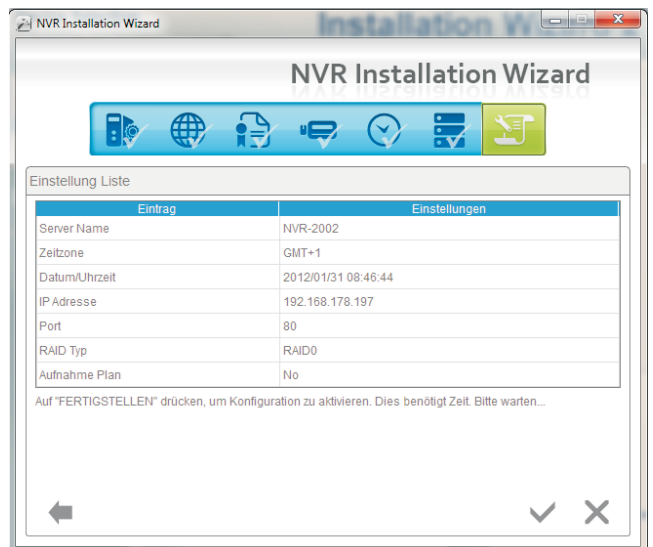 NVR Installation Wizard
NVR Installation Wizard
Einstellung Liste
Eintrag Einstellungen
Server Name NVR-2002
Zeitzone GMT+1
Datum/Uhrzeit 2012/01/31 08:46:44
IP Adresse 192.168.178.197
Port 80
RAID Typ RAID0
Aufnahme Plan No
Auf "FERTIGSTELLEN" drücken, um Konfiguration zu aktivieren. Dies benötigt Zeit. Bitte warten...